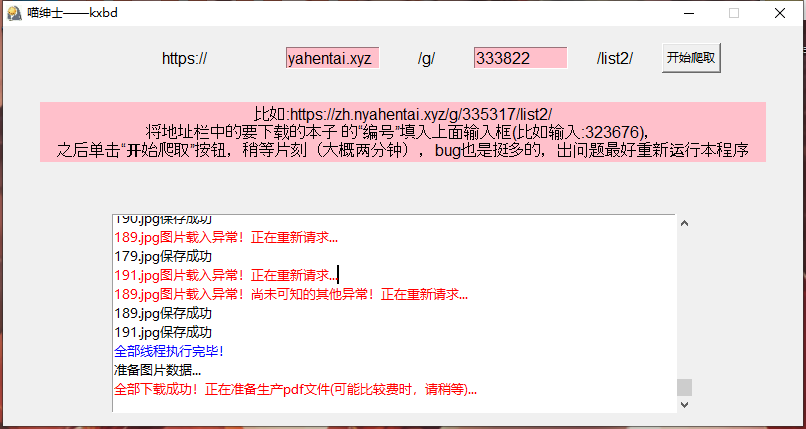 喵绅士——kxbd
https:// yahentai.xyz /g/ 333822 /list2/ 开始爬取
比如:https://zh.nyahentai.xyz/g/335317/list2/
将地址栏中的要下载的本子 的“编号”填入上面输入框(比如输入:323676),
之后单击“开始爬取”按钮，稍等片刻（大概两分钟），bug也是挺多的，出问题最好重新运行本程序
190.jpg保存成功
189.jpg图片载入异常！正在重新请求...
179.jpg保存成功
191.jpg图片载入异常！正在重新请求...
189.jpg图片载入异常！尚未可知的其他异常！正在重新请求...
189.jpg保存成功
191.jpg保存成功
全部线程执行完毕！
准备图片数据...
全部下载成功！正在准备生产pdf文件(可能比较费时，请稍等)...